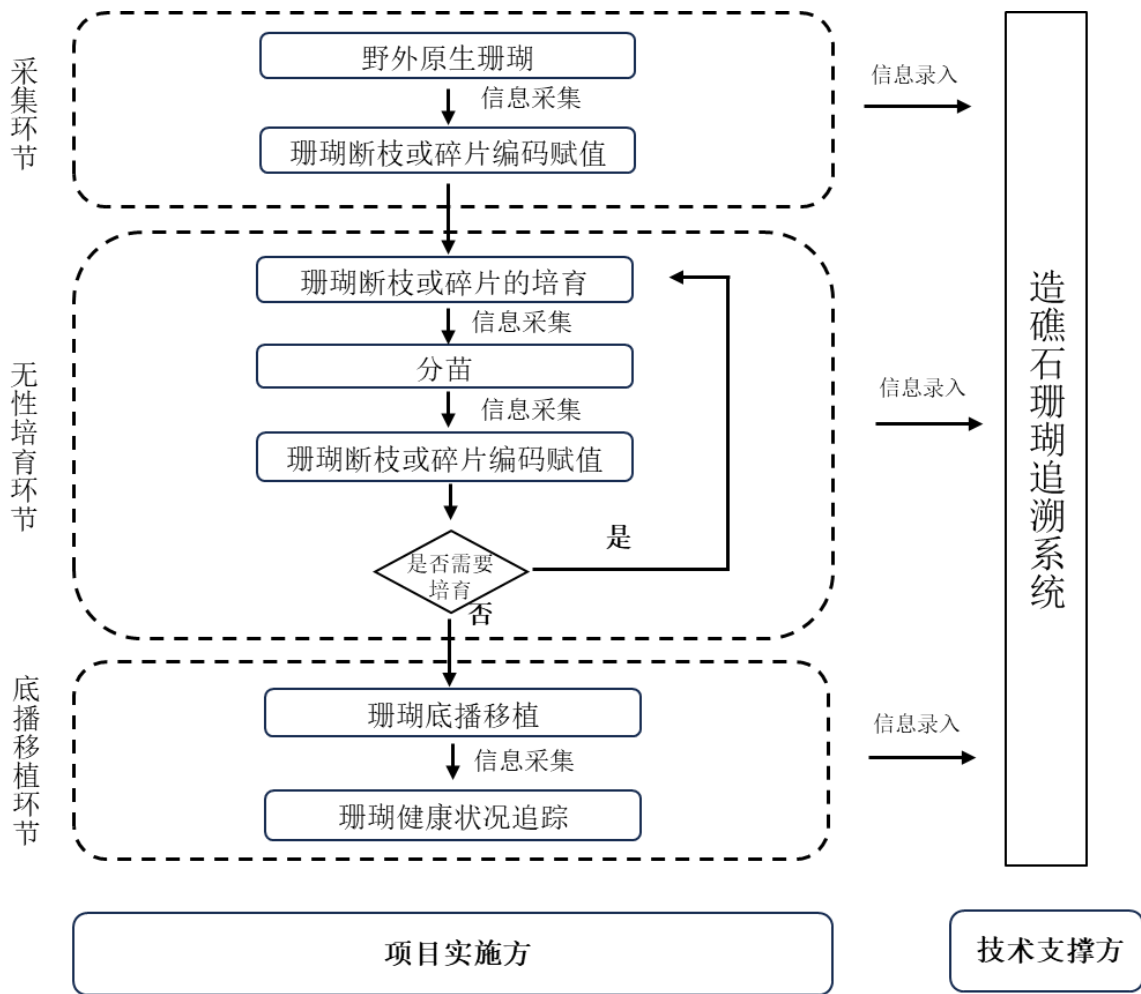 采集环节
野外原生珊瑚
信息采集
珊瑚断枝或碎片编码赋值
信息录入
无性培育环节
珊瑚断枝或碎片的培育
信息采集
分苗
信息采集
珊瑚断枝或碎片编码赋值
是否需要
培育
是
否
信息录入
底播移植环节
珊瑚底播移植
信息采集
珊瑚健康状况追踪
信息录入
造礁石珊瑚追溯系统
项目实施方
技术支撑方